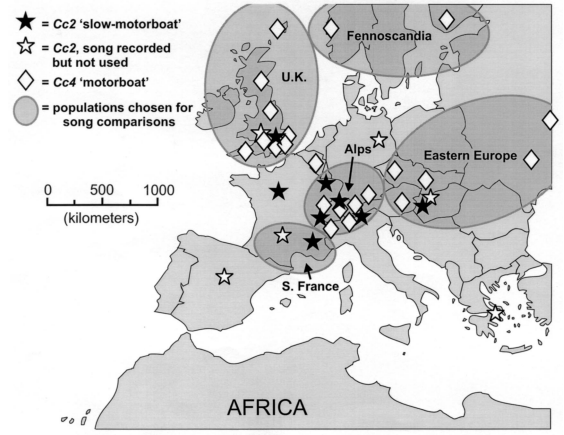 = Cc2 'slow-motorboat'
= Cc2, song recorded
but not used
= Cc4 'motorboat'
= populations chosen for
song comparisons
0 500 1000
(kilometers)
Fennoscandia
U.K.
Alps
Eastern Europe
S. France
AFRICA